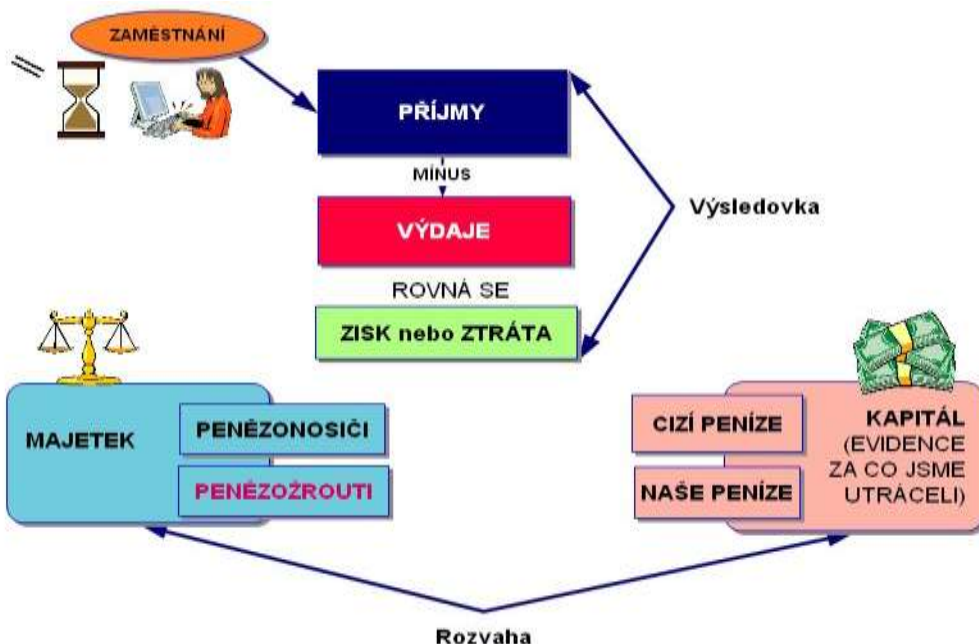 ZAMĚSTNÁNÍ
=
PŘÍJMY
MÍNUS
VÝDAJE
Výsledovka
ROVNÁ SE
ZISK nebo ZTRÁTA
MAJETEK
PENĚZONOSIČI
PENĚZOŽROUTI
CIZÍ PENÍZE
NAŠE PENÍZE
KAPITÁL
(EVIDENCE
ZA CO JSME
UTRÁCELI)
Rozvaha